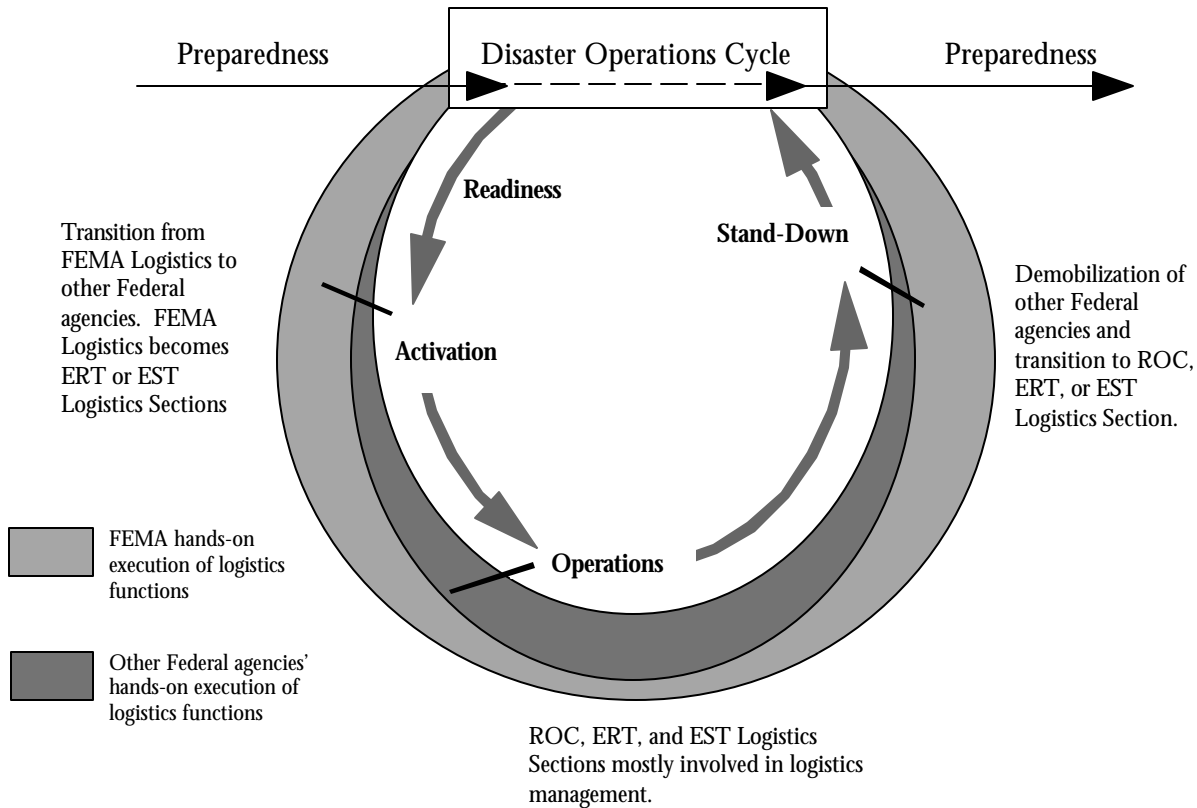 Preparedness
Disaster Operations Cycle
Preparedness
Readiness
Stand-Down
Transition from
FEMA Logistics to
other Federal
agencies. FEMA
Logistics becomes
ERT or EST
Logistics Sections
Demobilization of
other Federal
agencies and
transition to ROC,
ERT, or EST
Logistics Section.
Activation
Operations
FEMA hands-on
execution of logistics
functions
Other Federal agencies’
hands-on execution of
logistics functions
ROC, ERT, and EST Logistics
Sections mostly involved in logistics
management.